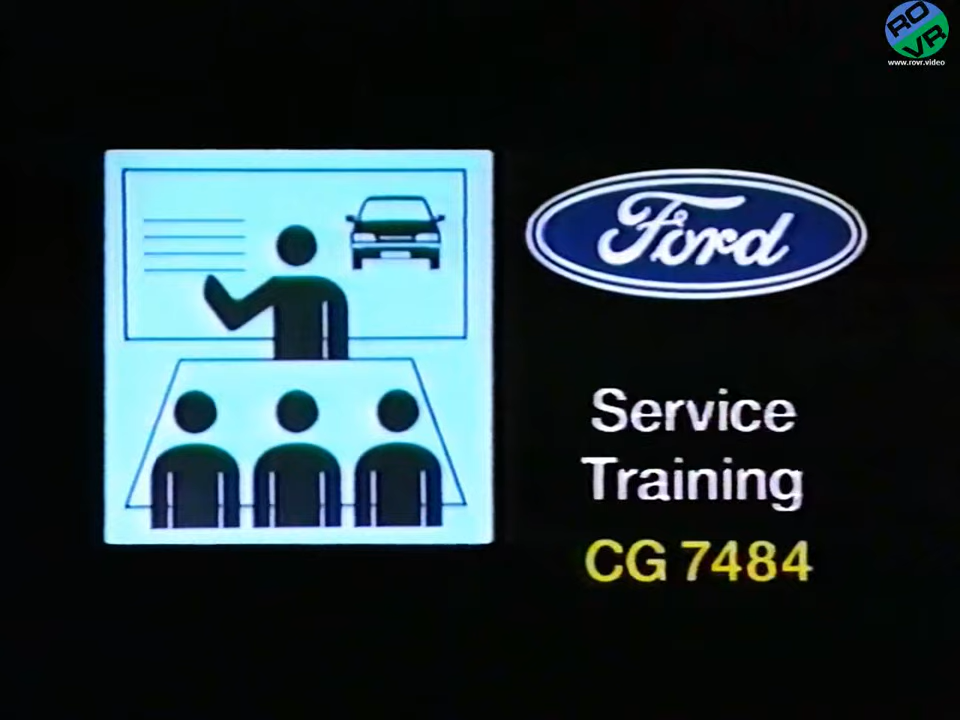 RO
VR
www.rovr.video
Ford
Service
Training
CG 7484